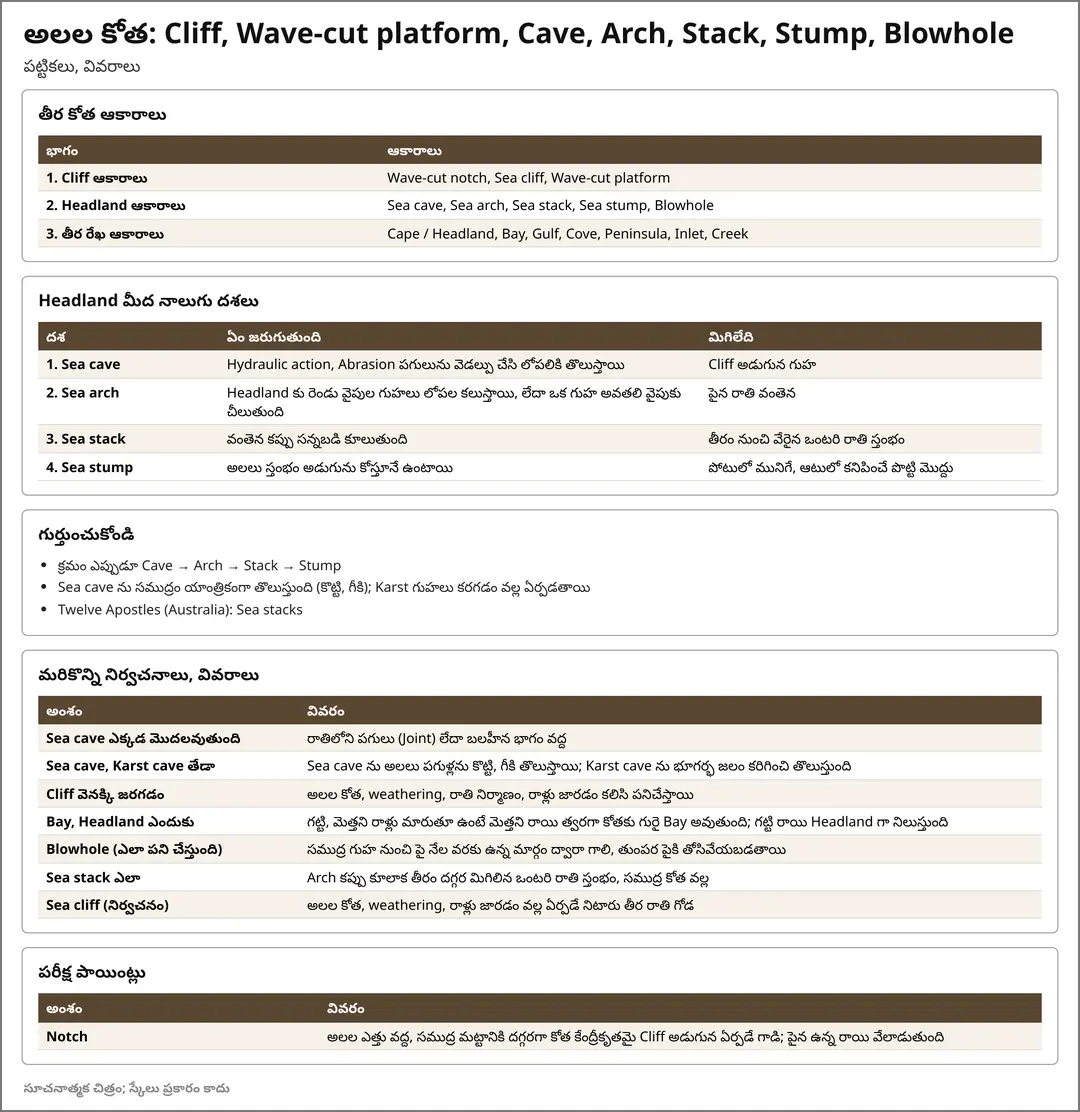 అలల కోత: Cliff, Wave-cut platform, Cave, Arch, Stack, Stump, Blowhole
పట్టికలు, వివరాలు
తీర కోత ఆకారాలు
భాగం ఆకారాలు
1. Cliff ఆకారాలు Wave-cut notch, Sea cliff, Wave-cut platform
2. Headland ఆకారాలు Sea cave, Sea arch, Sea stack, Sea stump, Blowhole
3. తీర రేఖ ఆకారాలు Cape / Headland, Bay, Gulf, Cove, Peninsula, Inlet, Creek
Headland మీద నాలుగు దశలు
దశ ఏం జరుగుతుంది మిగిలేది
1. Sea cave Hydraulic action, Abrasion పగులును వెడల్పు చేసి లోపలికి తొలుస్తాయి Cliff అడుగున గుహ
2. Sea arch Headland కు రెండు వైపుల గుహలు లోపల కలుస్తాయి, లేదా ఒక గుహ అవతలి వైపుకు పైన రాతి వంతెన
చీలుతుంది
3. Sea stack వంతెన కప్పు సన్నబడి కూలుతుంది తీరం నుంచి వేరైన ఒంటరి రాతి స్తంభం
4. Sea stump అలలు స్తంభం అడుగును కోస్తూనే ఉంటాయి పోటులో మునిగే, ఆటులో కనిపించే పొట్టి మొద్దు
గుర్తుంచుకోండి
• క్రమం ఎప్పుడూ Cave → Arch → Stack → Stump
• Sea cave ను సముద్రం యాంత్రికంగా తొలుస్తుంది (కొట్టి, గీకి); Karst గుహలు కరగడం వల్ల ఏర్పడతాయి
• Twelve Apostles (Australia): Sea stacks
మరికొన్ని నిర్వచనాలు, వివరాలు
అంశం వివరం
Sea cave ఎక్కడ మొదలవుతుంది రాతిలోని పగులు (Joint) లేదా బలహీన భాగం వద్ద
Sea cave, Karst cave తేడా Sea cave ను అలలు పగుళ్లను కొట్టి, గీకి తొలుస్తాయి; Karst cave ను భూగర్భ జలం కరిగించి తొలుస్తుంది
Cliff వెనక్కి జరగడం అలల కోత, weathering, రాతి నిర్మాణం, రాళ్లు జారడం కలిసి పనిచేస్తాయి
Bay, Headland ఎందుకు గట్టి, మెత్తని రాళ్లు మారుతూ ఉంటే మెత్తని రాయి త్వరగా కోతకు గురై Bay అవుతుంది; గట్టి రాయి Headland గా నిలుస్తుంది
Blowhole (ఎలా పని చేస్తుంది) సముద్ర గుహ నుంచి పై నేల వరకు ఉన్న మార్గం ద్వారా గాలి, తుంపర పైకి తోసివేయబడతాయి
Sea stack ఎలా Arch కప్పు కూలాక తీరం దగ్గర మిగిలిన ఒంటరి రాతి స్తంభం, సముద్ర కోత వల్ల
Sea cliff (నిర్వచనం) అలల కోత, weathering, రాళ్లు జారడం వల్ల ఏర్పడే నిటారు తీర రాతి గోడ
పరీక్ష పాయింట్లు
అంశం వివరం
Notch అలల ఎత్తు వద్ద, సముద్ర మట్టానికి దగ్గరగా కోత కేంద్రీకృతమై Cliff అడుగున ఏర్పడే గాడి; పైన ఉన్న రాయి వేలాడుతుంది
సూచనాత్మక చిత్రం; స్కేలు ప్రకారం కాదు